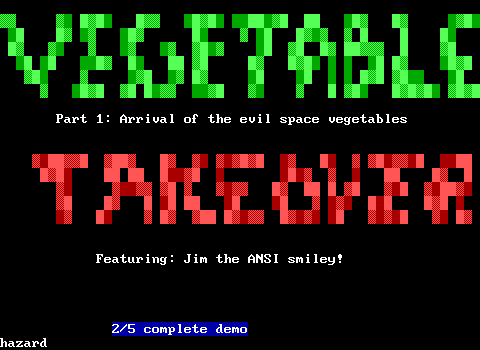 VEGETABLE
Part 1: Arrival of the evil space vegetables
TAKEOVER
Featuring: Jim the ANSI smiley!
2/5 complete demo
hazard